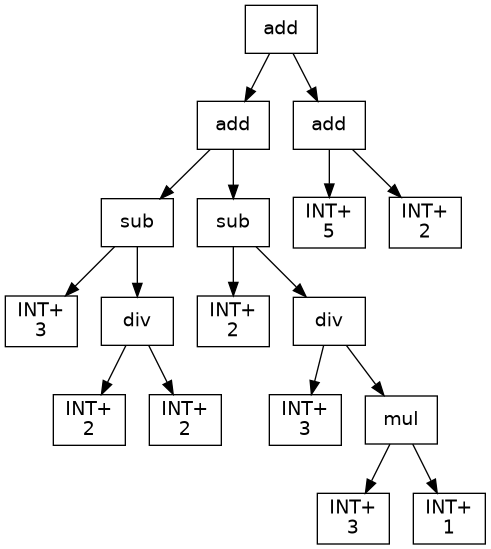 add
add
add
sub
sub
INT+
5
INT+
2
INT+
3
div
INT+
2
div
INT+
2
INT+
2
INT+
3
mul
INT+
3
INT+
1